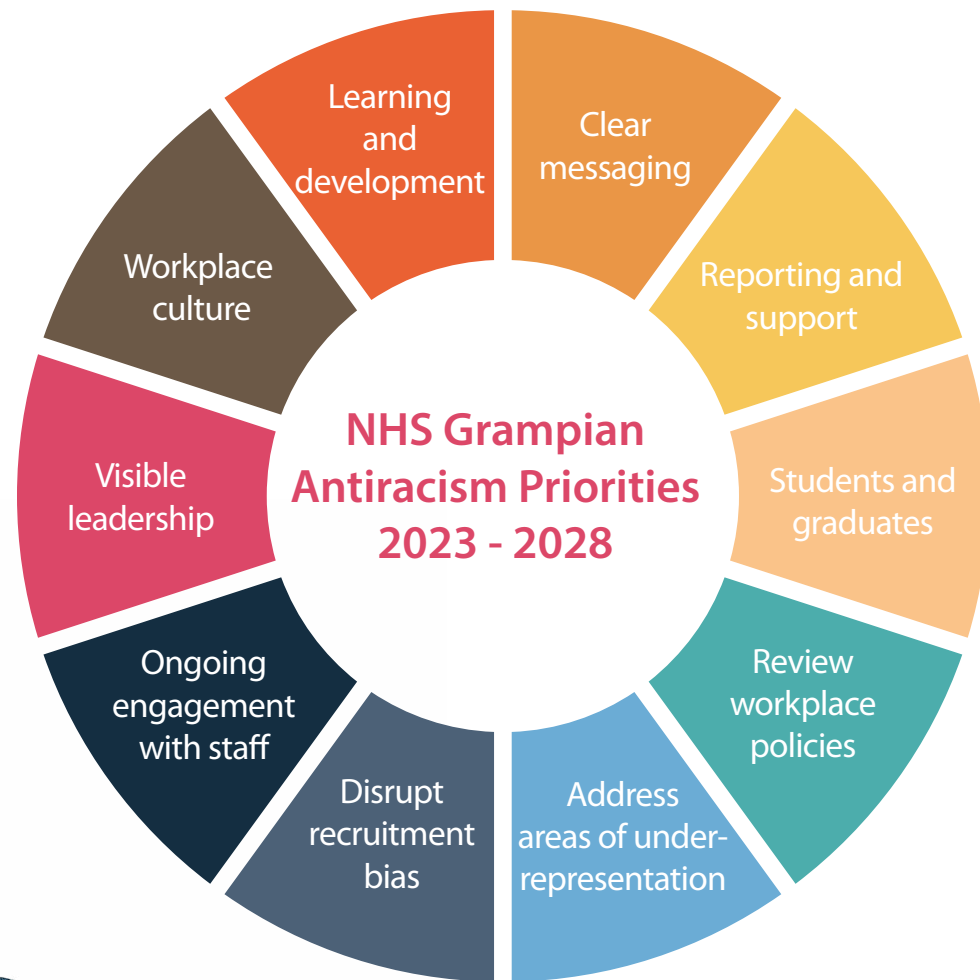 NHS Grampian
Antiracism Priorities
2023 - 2028
Clear
messaging
Reporting and
support
Students and
graduates
Review
workplace
policies
Address
areas of under-
representation
Disrupt
recruitment
bias
Ongoing
engagement
with staff
Visible
leadership
Workplace
culture
Learning
and
development